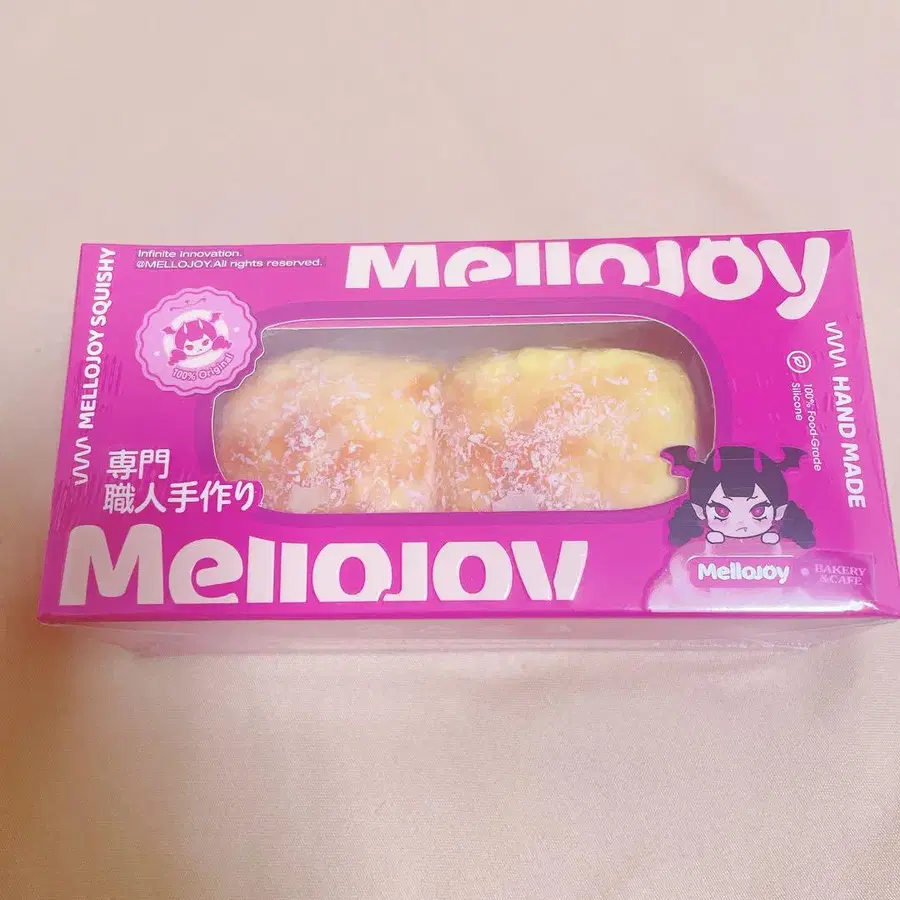 Infinite innovation.
@MELLOJOY.All rights reserved.
Mellojoy
MELLOJOY SQUISHY
100% Original
HAND MADE
100% Food-Grade
Silicone
専門
職人手作り
Mellojoy
Mellojoy
BAKERY
&CAFE